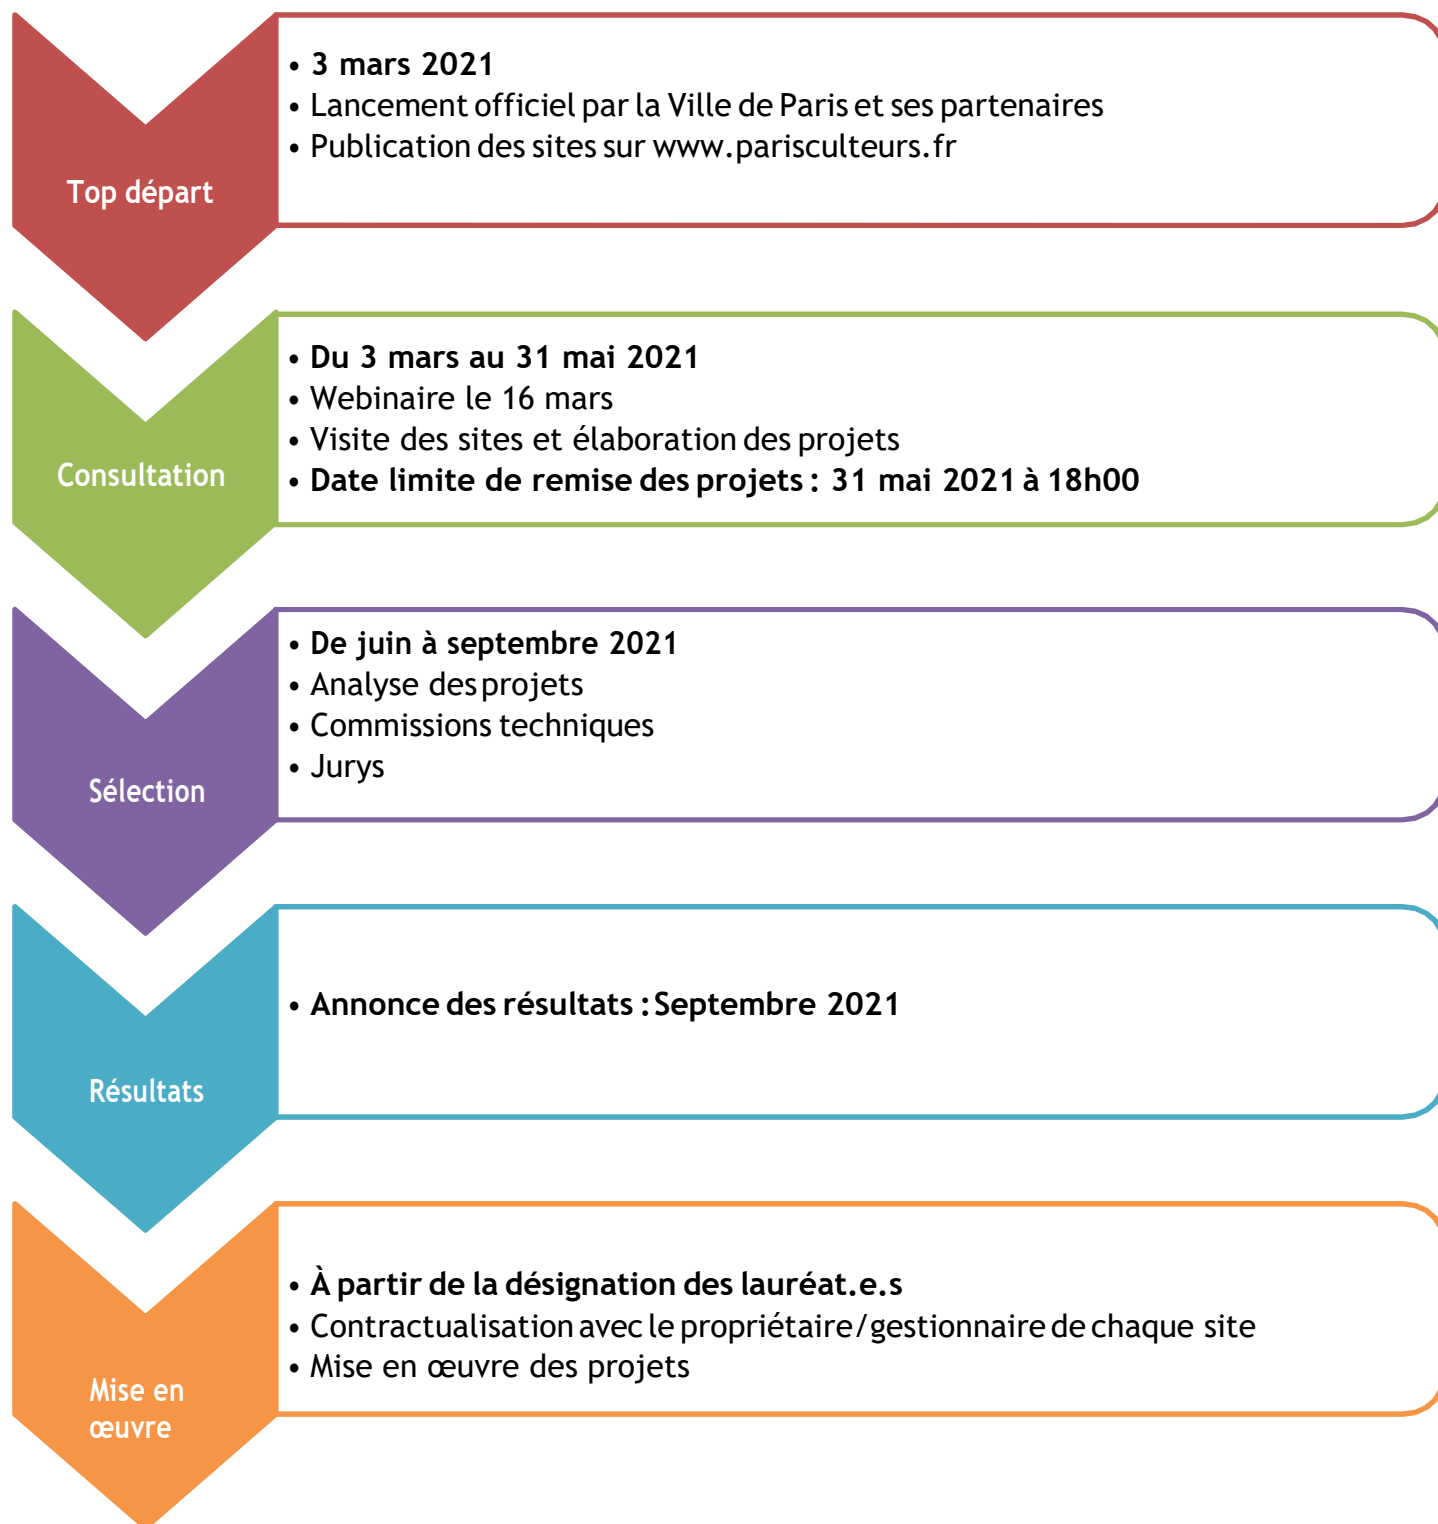 Top départ
• 3 mars 2021
• Lancement officiel par la Ville de Paris et ses partenaires
• Publication des sites sur www.parisculteurs.fr
Consultation
• Du 3 mars au 31 mai 2021
• Webinaire le 16 mars
• Visite des sites et élaboration des projets
• Date limite de remise des projets : 31 mai 2021 à 18h00
Sélection
• De juin à septembre 2021
• Analyse des projets
• Commissions techniques
• Jurys
Résultats
• Annonce des résultats : Septembre 2021
Mise en
œuvre
• À partir de la désignation des lauréat.e.s
• Contractualisation avec le propriétaire/gestionnaire de chaque site
• Mise en œuvre des projets